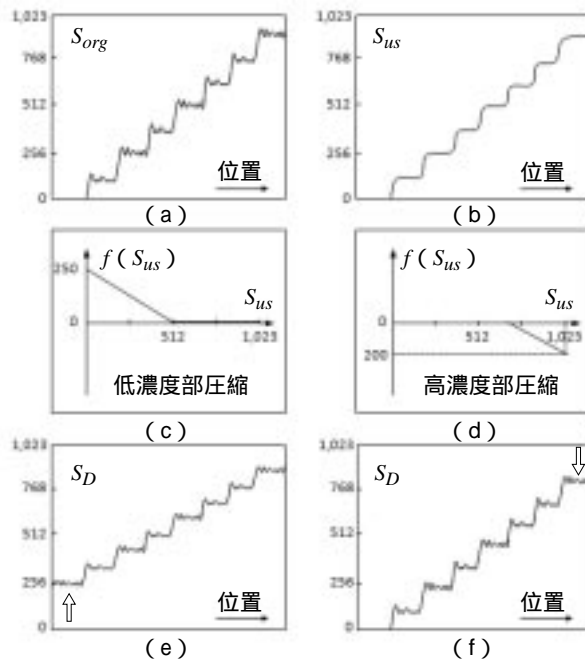 1,023
S_org
768
512
256
0
位置
(a)
1,023
S_us
768
512
256
0
位置
(b)
f(S_us)
250
S_us
0
512
1,023
低濃度部圧縮
(c)
f(S_us)
S_us
0
512
1,023
200
高濃度部圧縮
(d)
1,023
S_D
768
512
256
0
位置
(e)
1,023
S_D
768
512
256
0
位置
(f)